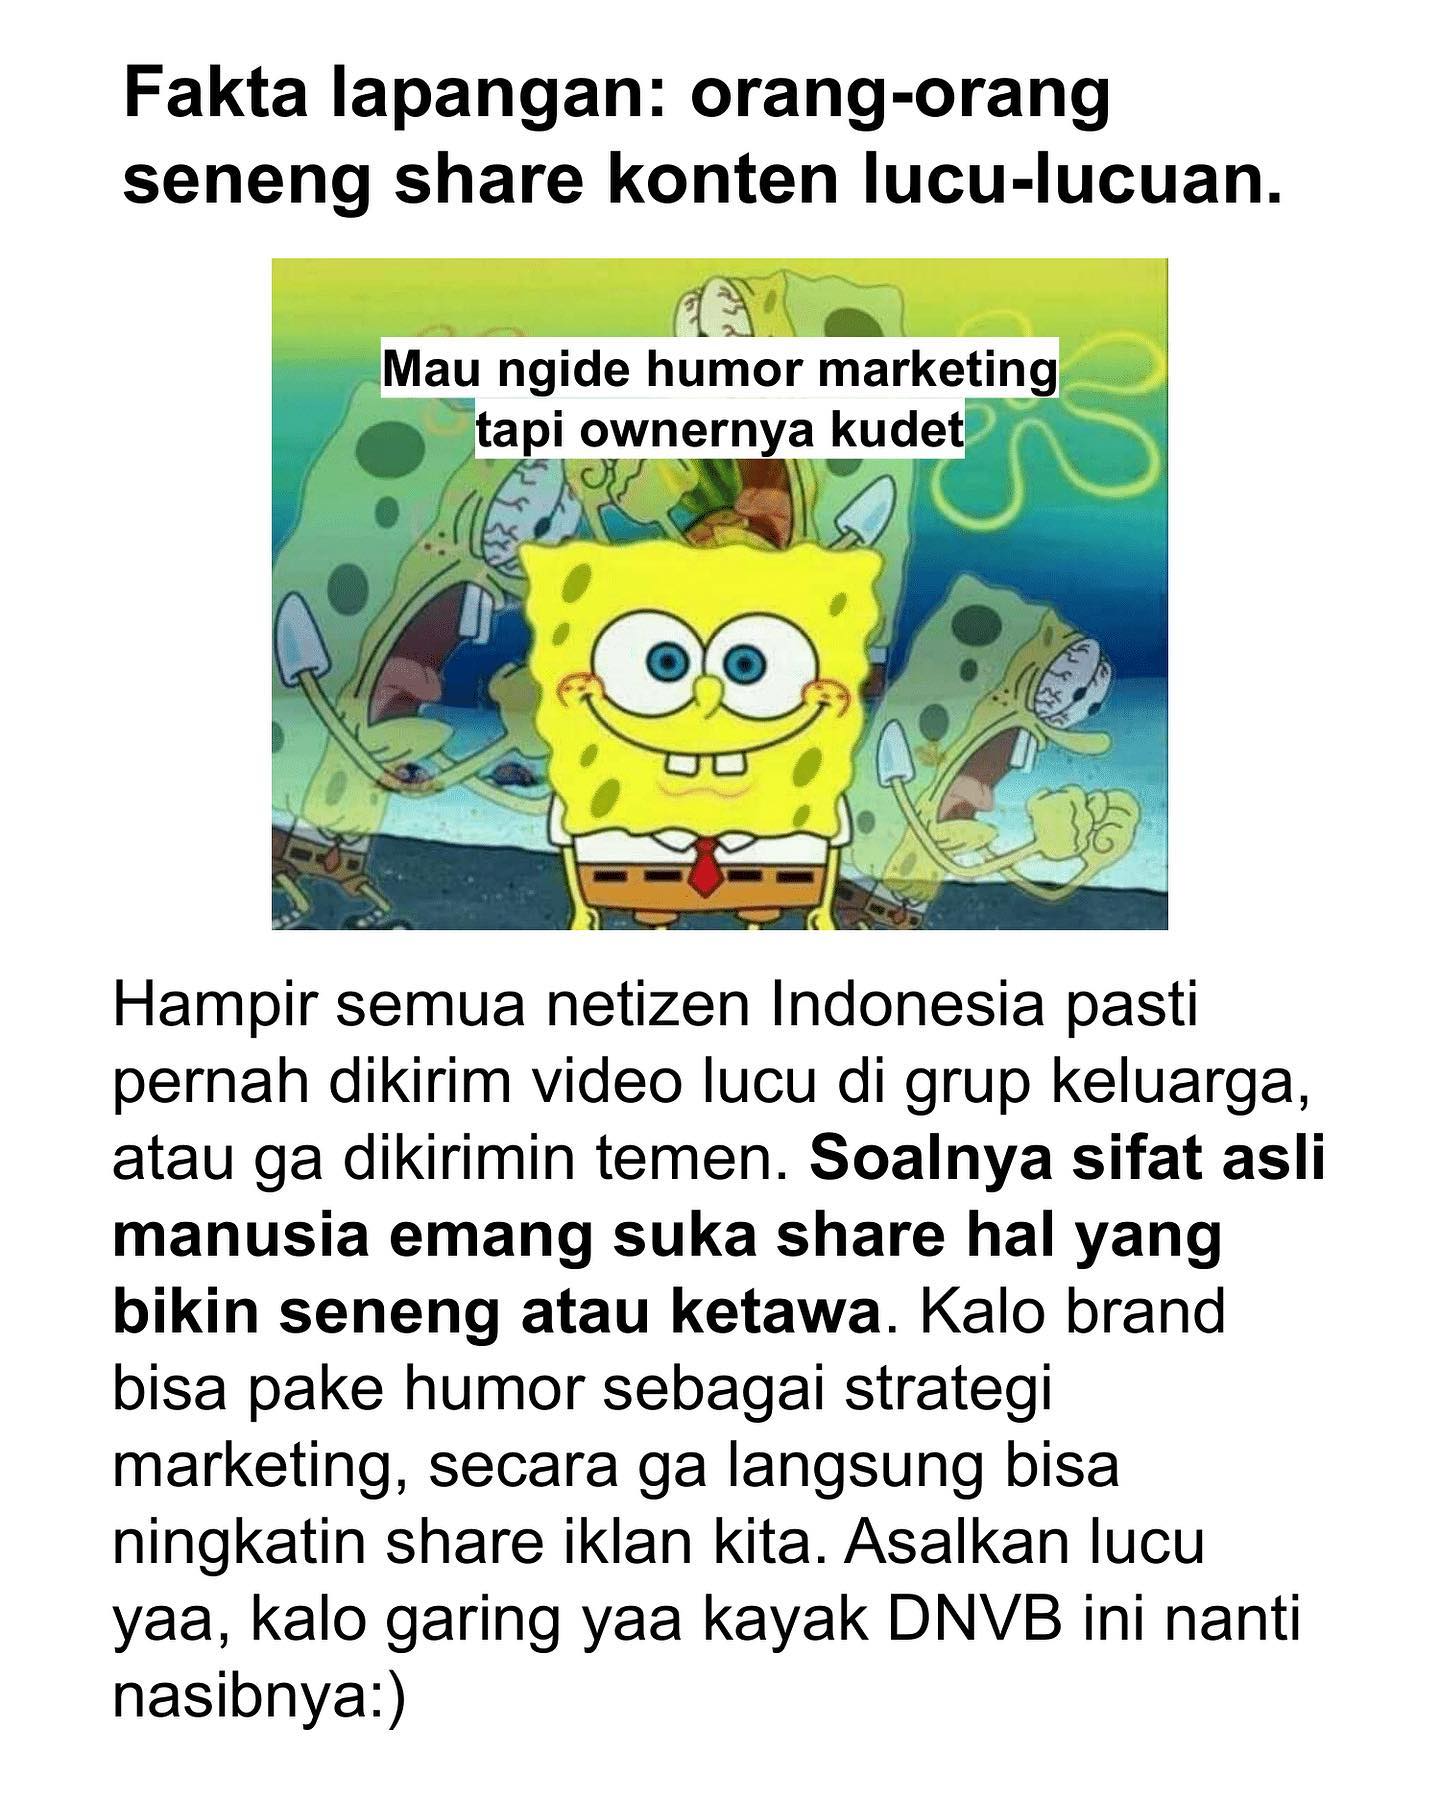 Fakta lapangan: orang-orang
seneng share konten lucu-lucuan.
Mau ngide humor marketing
tapi ownernya kudet
Hampir semua netizen Indonesia pasti
pernah dikirim video lucu di grup keluarga,
atau ga dikirimin temen. Soalnya sifat asli
manusia emang suka share hal yang
bikin seneng atau ketawa. Kalo brand
bisa pake humor sebagai strategi
marketing, secara ga langsung bisa
ningkatin share iklan kita. Asalkan lucu
yaa, kalo garing yaa kayak DNVB ini nanti
nasibnya:)